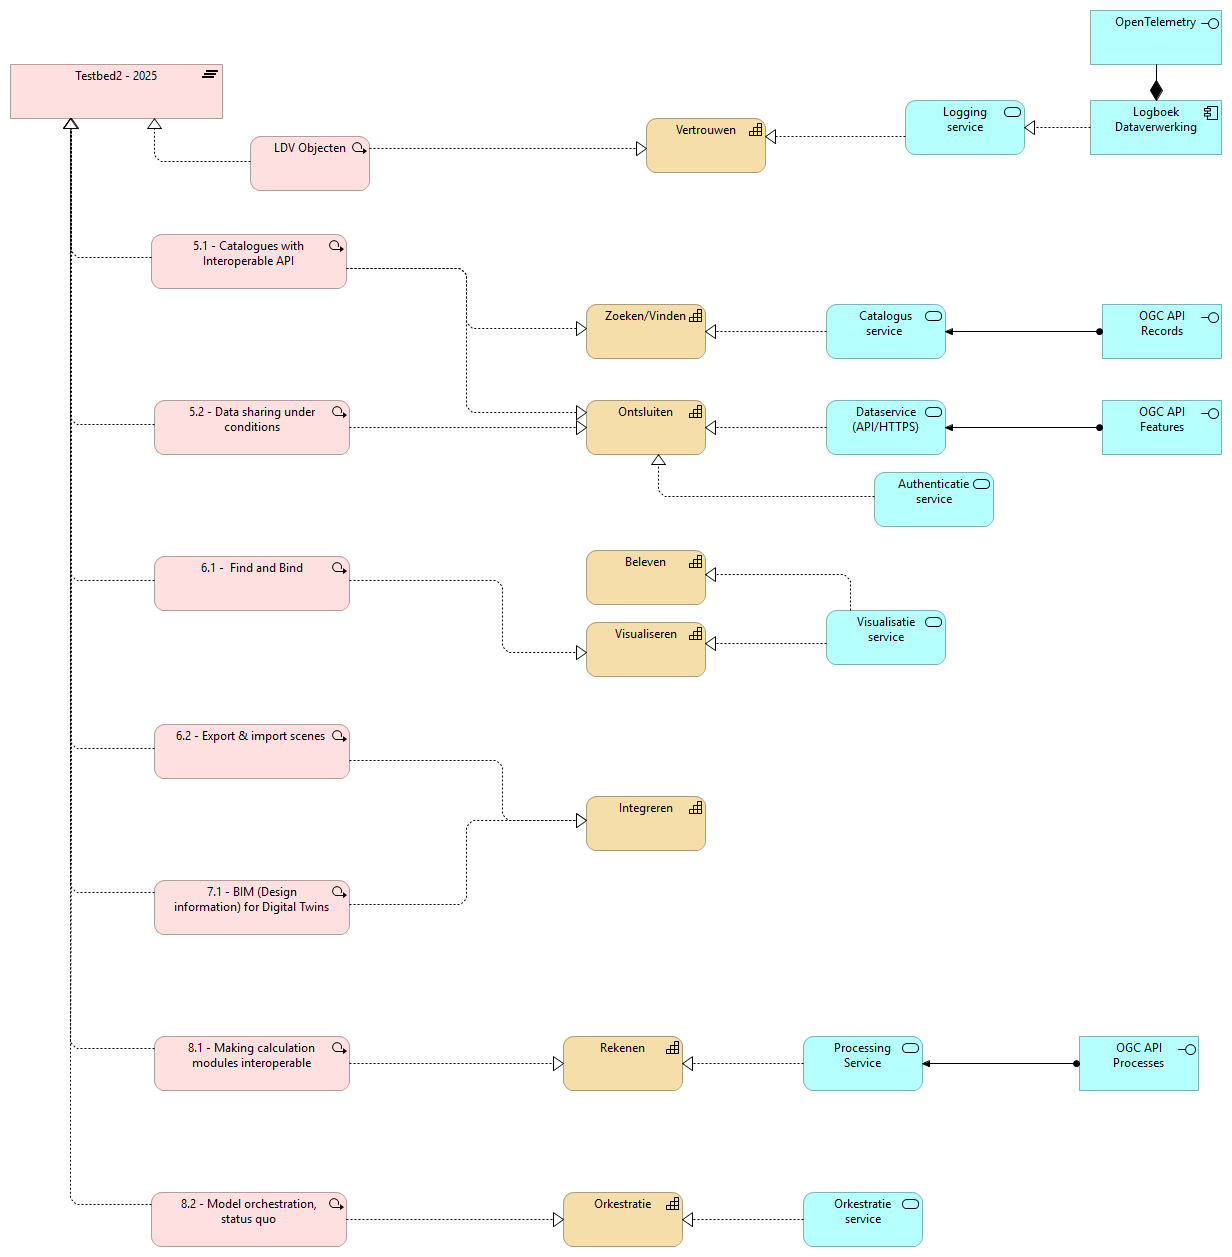 OpenTelemetry
Testbed2 - 2025
Logging
service
Logboek
Dataverwerking
Vertrouwen
LDV Objecten
5.1 - Catalogues with
Interoperable API
Zoeken/Vinden
Catalogus
service
OGC API
Records
5.2 - Data sharing under
conditions
Ontsluiten
Dataservice
(API/HTTPS)
OGC API
Features
Authenticatie
service
6.1 -  Find and Bind
Beleven
Visualiseren
Visualisatie
service
6.2 - Export & import scenes
Integreren
7.1 - BIM (Design
information) for Digital Twins
8.1 - Making calculation
modules interoperable
Rekenen
Processing
Service
OGC API
Processes
8.2 - Model orchestration,
status quo
Orkestratie
Orkestratie
service